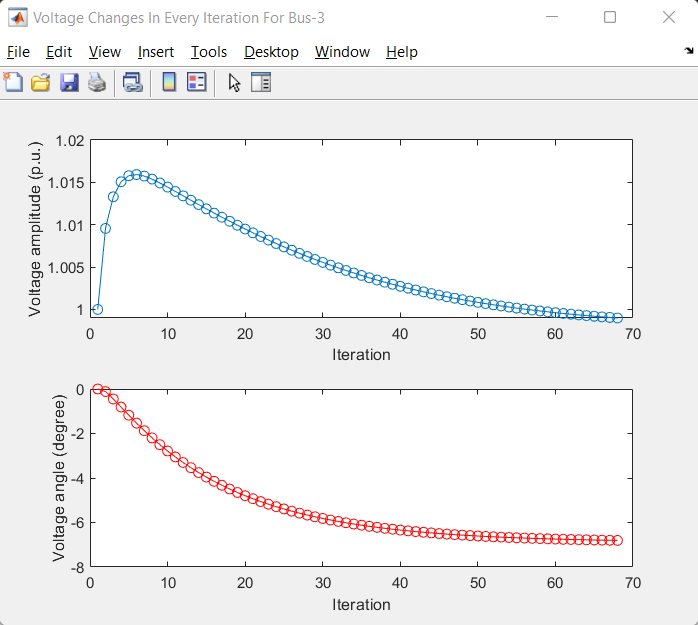 Voltage Changes In Every Iteration For Bus-3
File Edit View Insert Tools Desktop Window Help
1.02
1.015
1.01
1.005
1
Voltage amplitude (p.u.)
0 10 20 30 40 50 60 70
Iteration
0
-2
-4
-6
-8
Voltage angle (degree)
0 10 20 30 40 50 60 70
Iteration